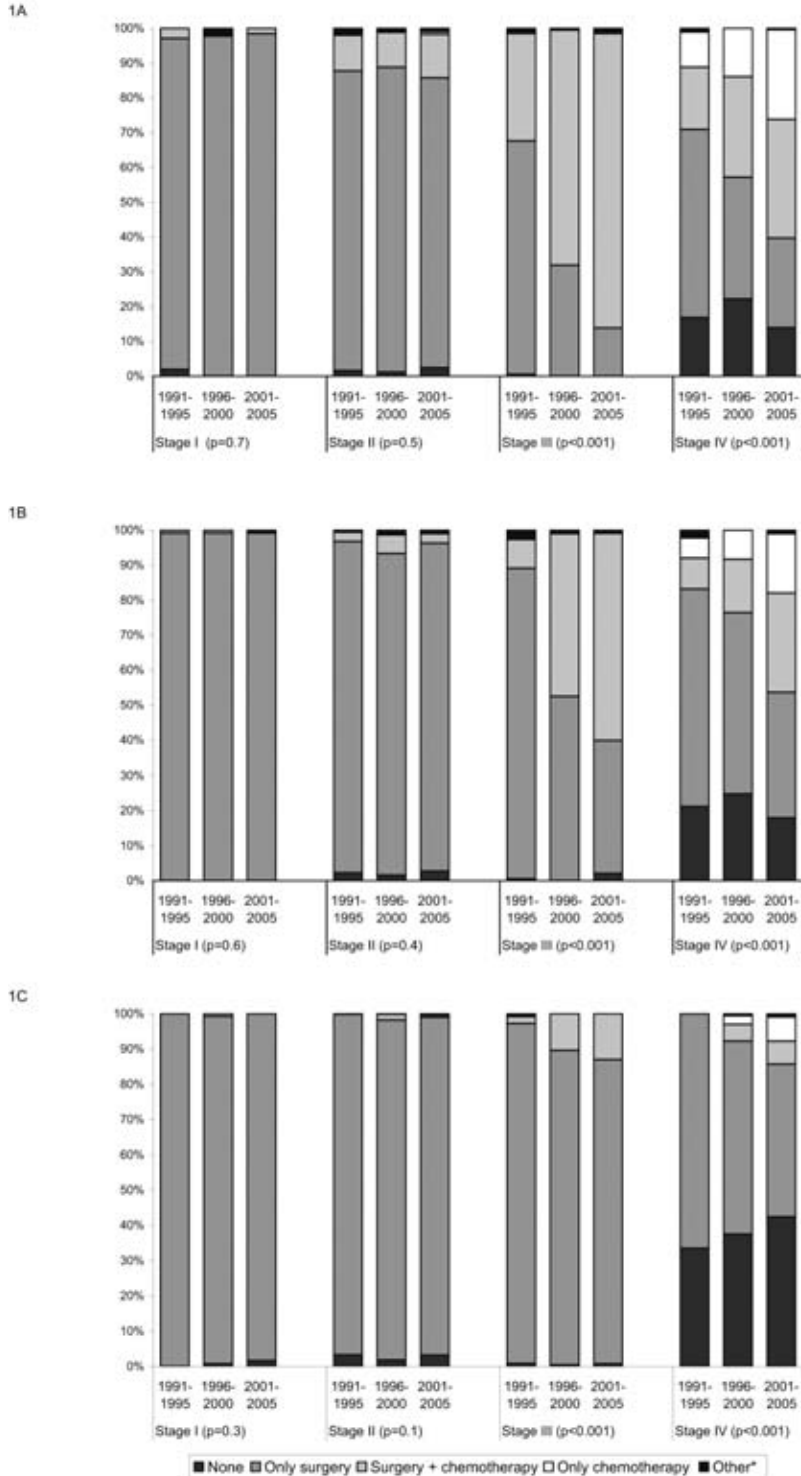 1A
100%
90%
80%
70%
60%
50%
40%
30%
20%
10%
0%
1991- 1996- 2001- 1991- 1996- 2001- 1991- 1996- 2001- 1991- 1996- 2001-
1995 2000 2005 1995 2000 2005 1995 2000 2005 1995 2000 2005
Stage I (p=0.7) Stage II (p=0.5) Stage III (p<0.001) Stage IV (p<0.001)
1B
100%
90%
80%
70%
60%
50%
40%
30%
20%
10%
0%
1991- 1996- 2001- 1991- 1996- 2001- 1991- 1996- 2001- 1991- 1996- 2001-
1995 2000 2005 1995 2000 2005 1995 2000 2005 1995 2000 2005
Stage I (p=0.6) Stage II (p=0.4) Stage III (p<0.001) Stage IV (p<0.001)
1C
100%
90%
80%
70%
60%
50%
40%
30%
20%
10%
0%
1991- 1996- 2001- 1991- 1996- 2001- 1991- 1996- 2001- 1991- 1996- 2001-
1995 2000 2005 1995 2000 2005 1995 2000 2005 1995 2000 2005
Stage I (p=0.3) Stage II (p=0.1) Stage III (p<0.001) Stage IV (p<0.001)
None Only surgery Surgery + chemotherapy Only chemotherapy Other*